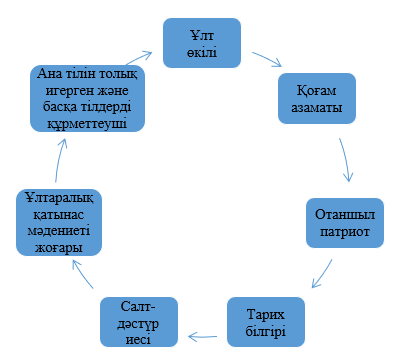 Ұлт
өкілі
Қоғам
азаматы
Отаншыл
патриот
Тарих
білгірі
Салт-
дәстүр
иесі
Ұлтаралық
қатынас
мәдениеті
жоғары
Ана тілін толық
игерген және
басқа тілдерді
құрметтеуші